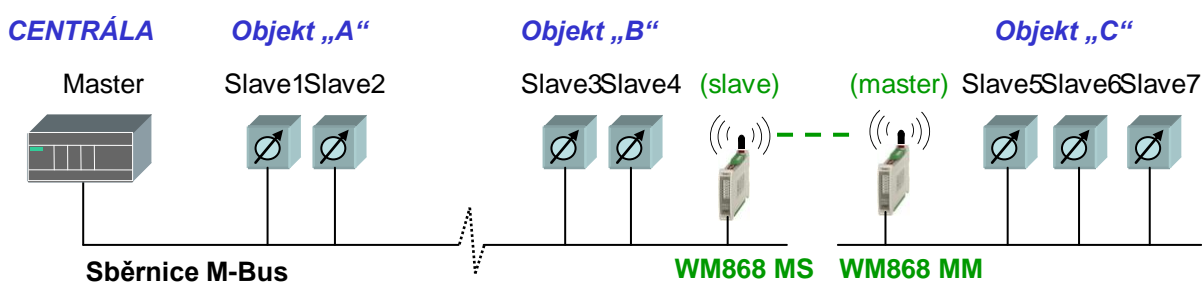 CENTRÁLA Objekt „A“ Objekt „B“ Objekt „C“
Master Slave1Slave2 Slave3Slave4 (slave) (master) Slave5Slave6Slave7
Sběrnice M-Bus WM868 MS WM868 MM